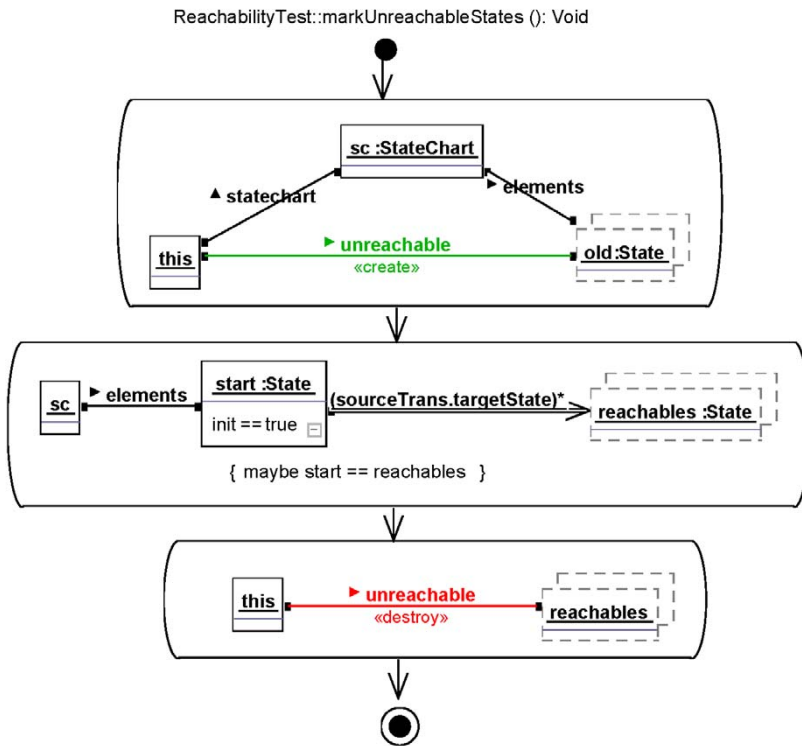 ReachabilityTest::markUnreachableStates (): Void
sc :StateChart
statechart
elements
unreachable
«create»
this
old:State
sc
elements
start :State
init == true
(sourceTrans.targetState)*
reachables :State
{ maybe start == reachables }
this
unreachable
«destroy»
reachables